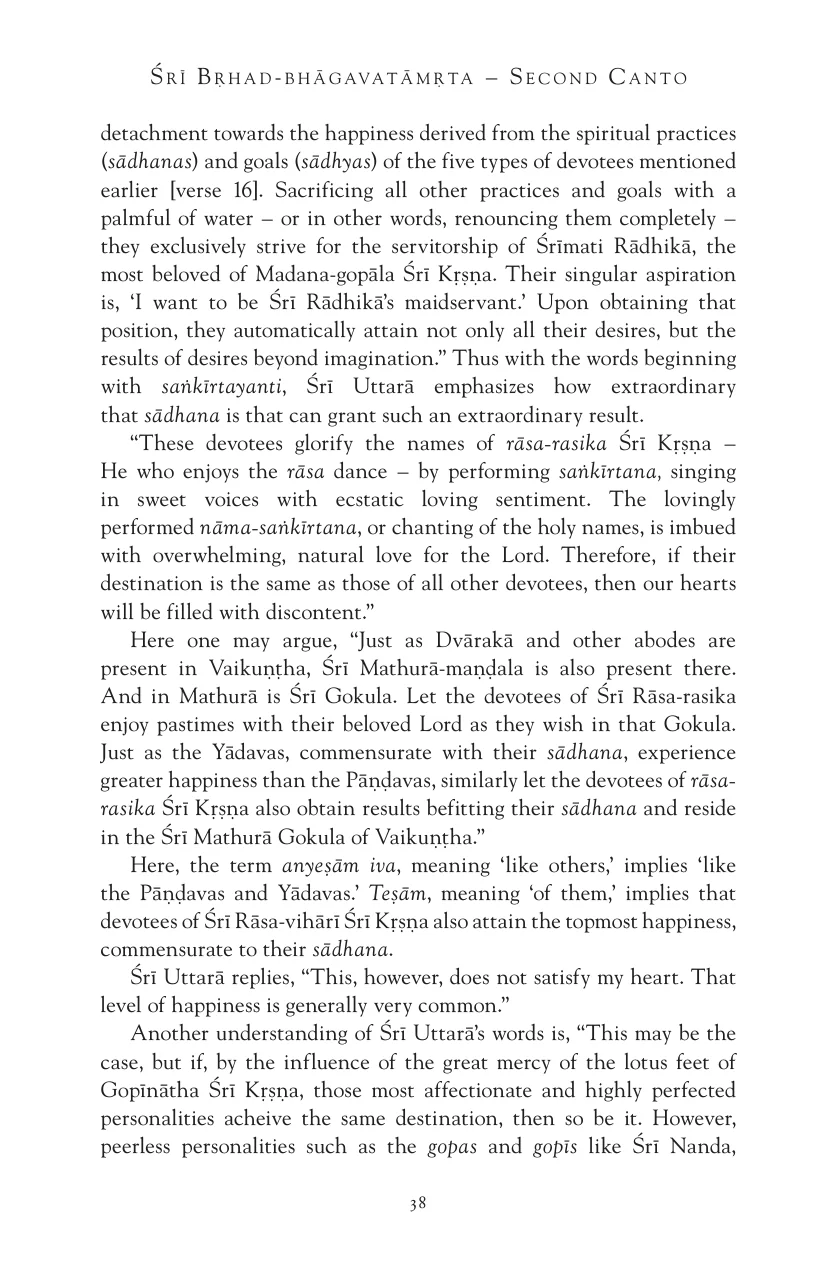 Śrī Bṛhad-bhāgavatāmṛta – Second Canto
detachment towards the happiness derived from the spiritual practices
(sādhanas) and goals (sādhyas) of the five types of devotees mentioned
earlier [verse 16]. Sacrificing all other practices and goals with a
palmful of water – or in other words, renouncing them completely –
they exclusively strive for the servitorship of Śrīmati Rādhikā, the
most beloved of Madana-gopāla Śrī Kṛṣṇa. Their singular aspiration
is, ‘I want to be Śrī Rādhikā’s maidservant.’ Upon obtaining that
position, they automatically attain not only all their desires, but the
results of desires beyond imagination.” Thus with the words beginning
with saṅkīrtayanti, Śrī Uttarā emphasizes how extraordinary
that sādhana is that can grant such an extraordinary result.
“These devotees glorify the names of rāsa-rasika Śrī Kṛṣṇa –
He who enjoys the rāsa dance – by performing saṅkīrtana, singing
in sweet voices with ecstatic loving sentiment. The lovingly
performed nāma-saṅkīrtana, or chanting of the holy names, is imbued
with overwhelming, natural love for the Lord. Therefore, if their
destination is the same as those of all other devotees, then our hearts
will be filled with discontent.”
Here one may argue, “Just as Dvārakā and other abodes are
present in Vaikuṇṭha, Śrī Mathurā-maṇḍala is also present there.
And in Mathurā is Śrī Gokula. Let the devotees of Śrī Rāsa-rasika
enjoy pastimes with their beloved Lord as they wish in that Gokula.
Just as the Yādavas, commensurate with their sādhana, experience
greater happiness than the Pāṇḍavas, similarly let the devotees of rāsa-
rasika Śrī Kṛṣṇa also obtain results befitting their sādhana and reside
in the Śrī Mathurā Gokula of Vaikuṇṭha.”
Here, the term anyeṣām iva, meaning ‘like others,’ implies ‘like
the Pāṇḍavas and Yādavas.’ Teṣām, meaning ‘of them,’ implies that
devotees of Śrī Rāsa-vihārī Śrī Kṛṣṇa also attain the topmost happiness,
commensurate to their sādhana.
Śrī Uttarā replies, “This, however, does not satisfy my heart. That
level of happiness is generally very common.”
Another understanding of Śrī Uttarā’s words is, “This may be the
case, but if, by the influence of the great mercy of the lotus feet of
Gopīnātha Śrī Kṛṣṇa, those most affectionate and highly perfected
personalities acheive the same destination, then so be it. However,
peerless personalities such as the gopas and gopīs like Śrī Nanda,
38